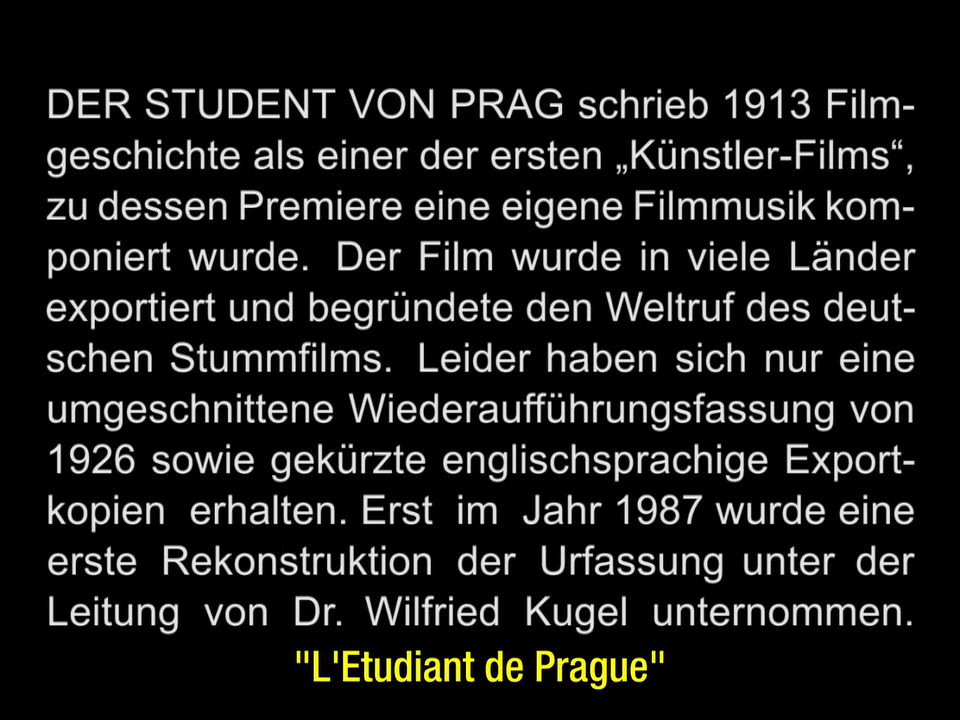 DER STUDENT VON PRAG schrieb 1913 Film-
geschichte als einer der ersten „Künstler-Films“,
zu dessen Premiere eine eigene Filmmusik kom-
poniert wurde. Der Film wurde in viele Länder
exportiert und begründete den Weltruf des deut-
schen Stummfilms. Leider haben sich nur eine
umgeschnittene Wiederaufführungsfassung von
1926 sowie gekürzte englischsprachige Export-
kopien erhalten. Erst im Jahr 1987 wurde eine
erste Rekonstruktion der Urfassung unter der
Leitung von Dr. Wilfried Kugel unternommen.
"L'Etudiant de Prague"